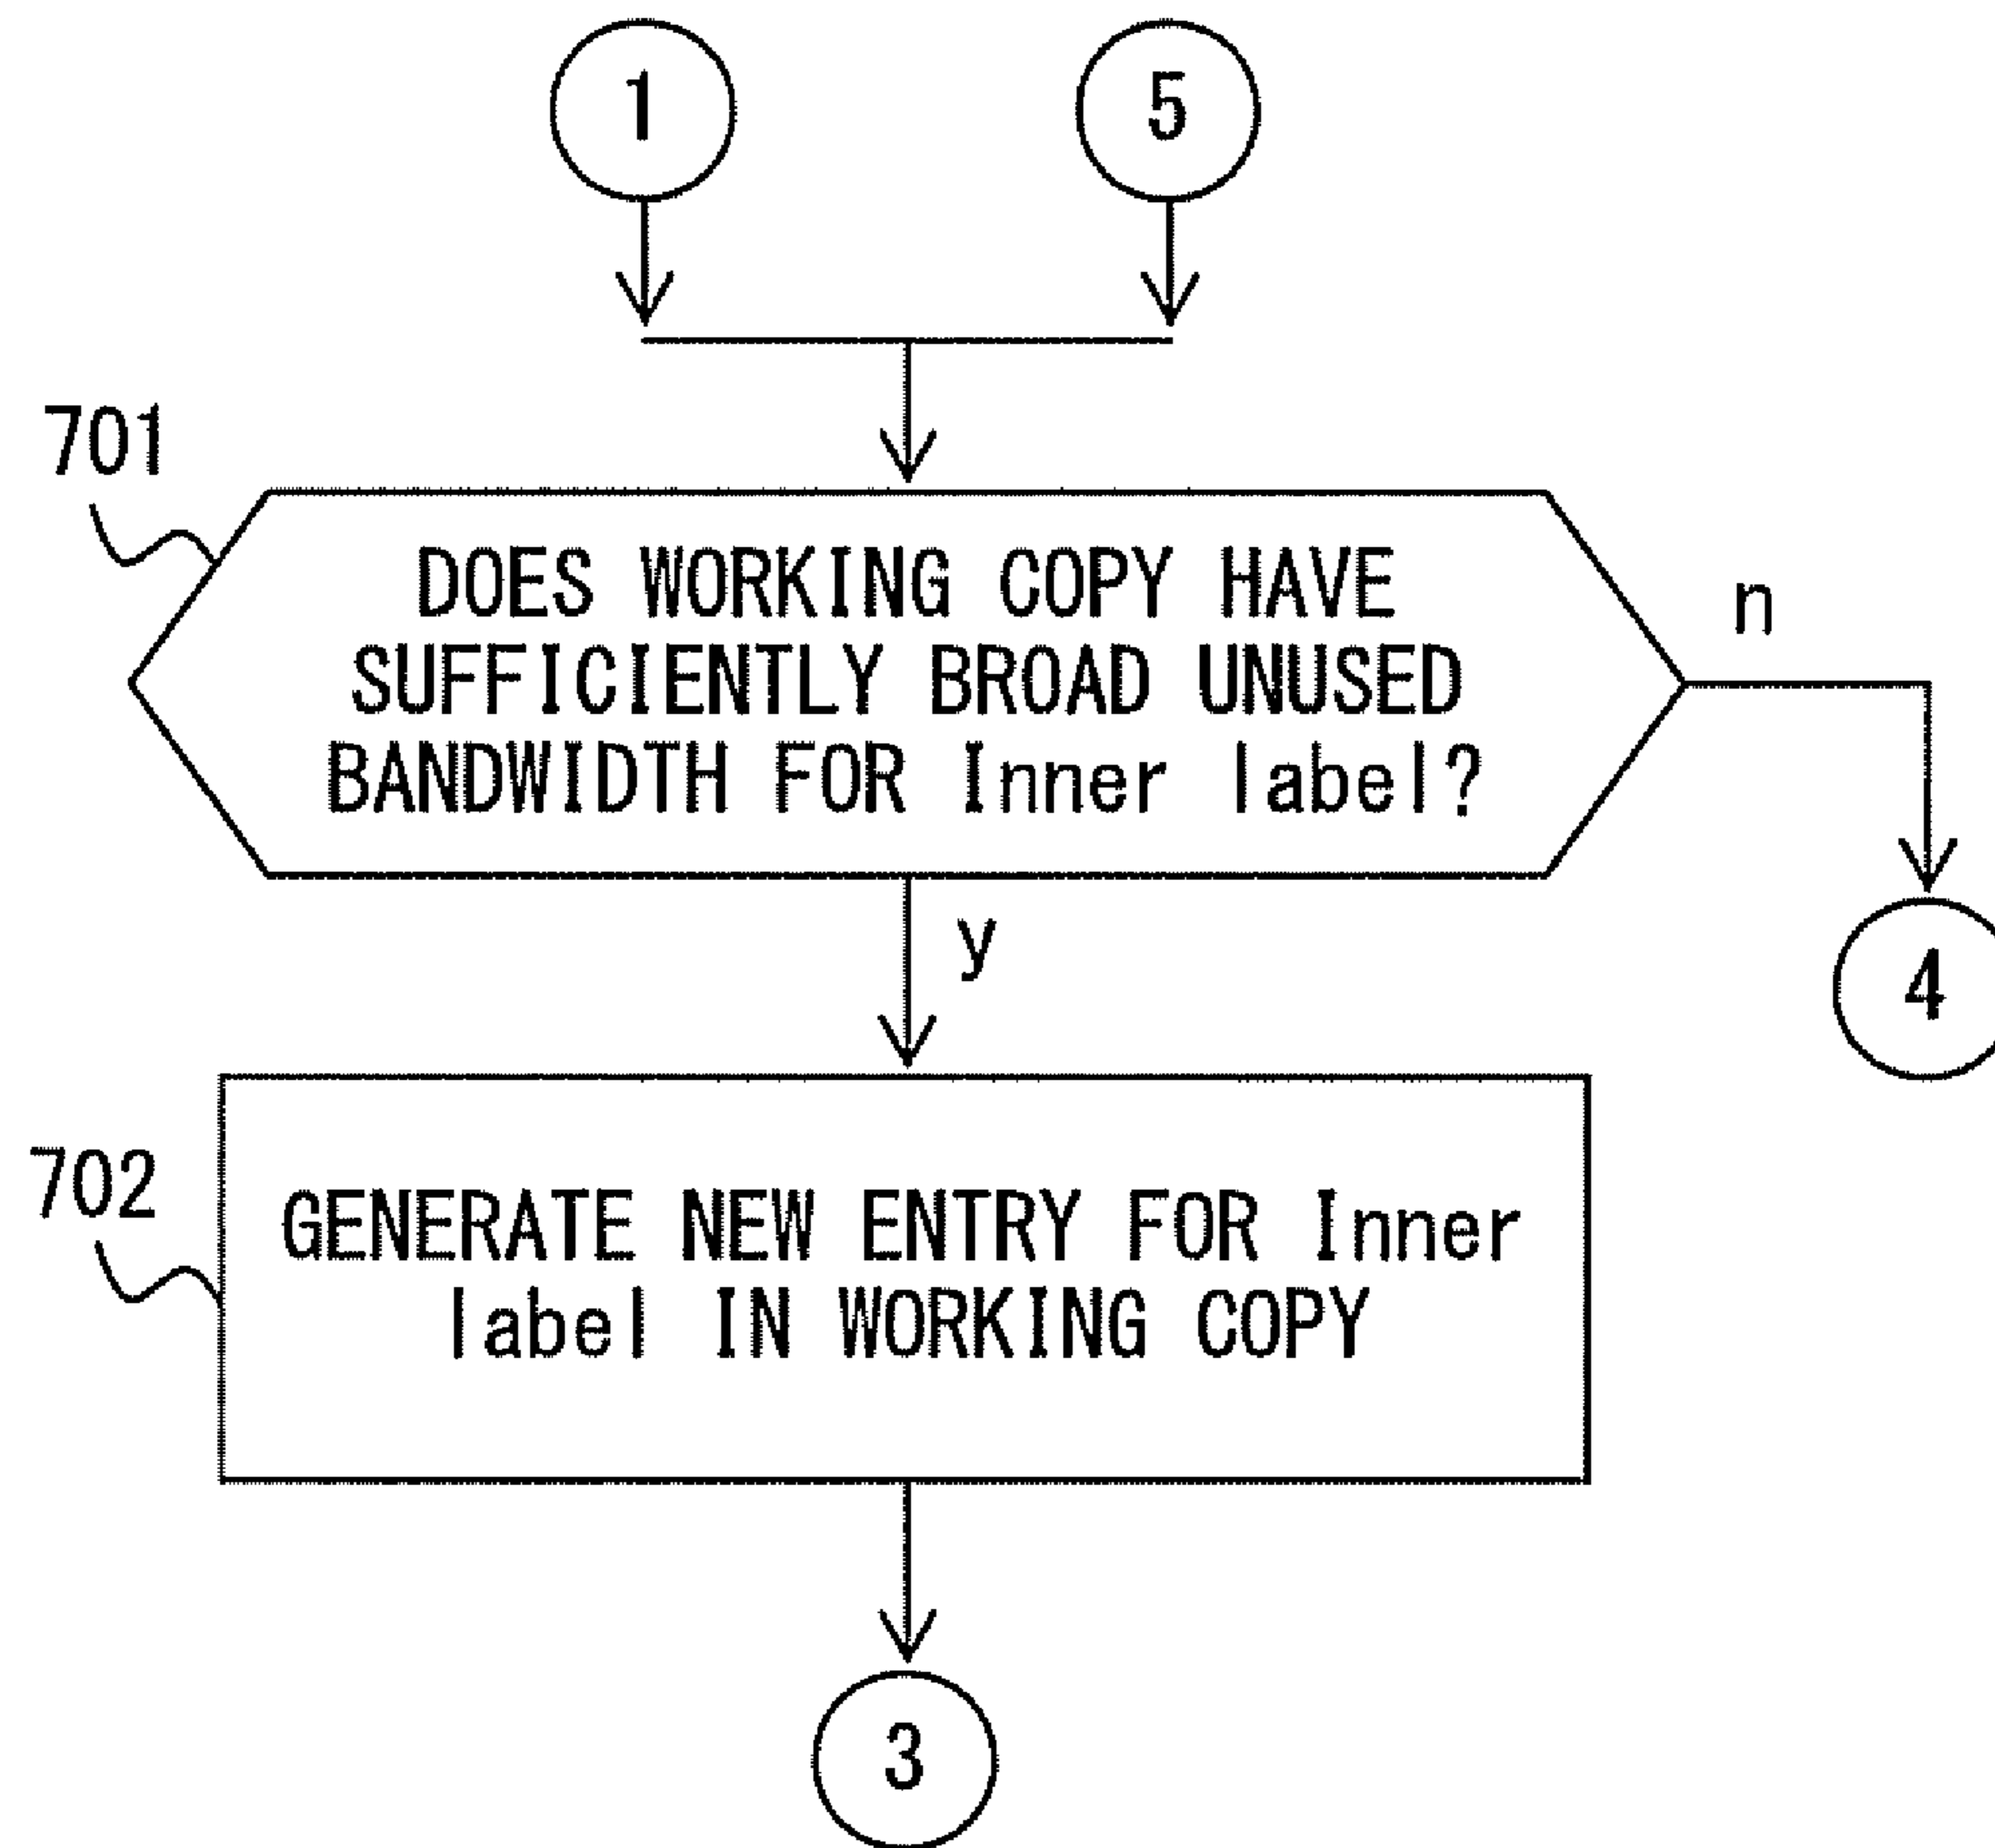 1
5
701
DOES WORKING COPY HAVE
SUFFICIENTLY BROAD UNUSED
BANDWIDTH FOR Inner label?
n
y
4
702
GENERATE NEW ENTRY FOR Inner
label IN WORKING COPY
3